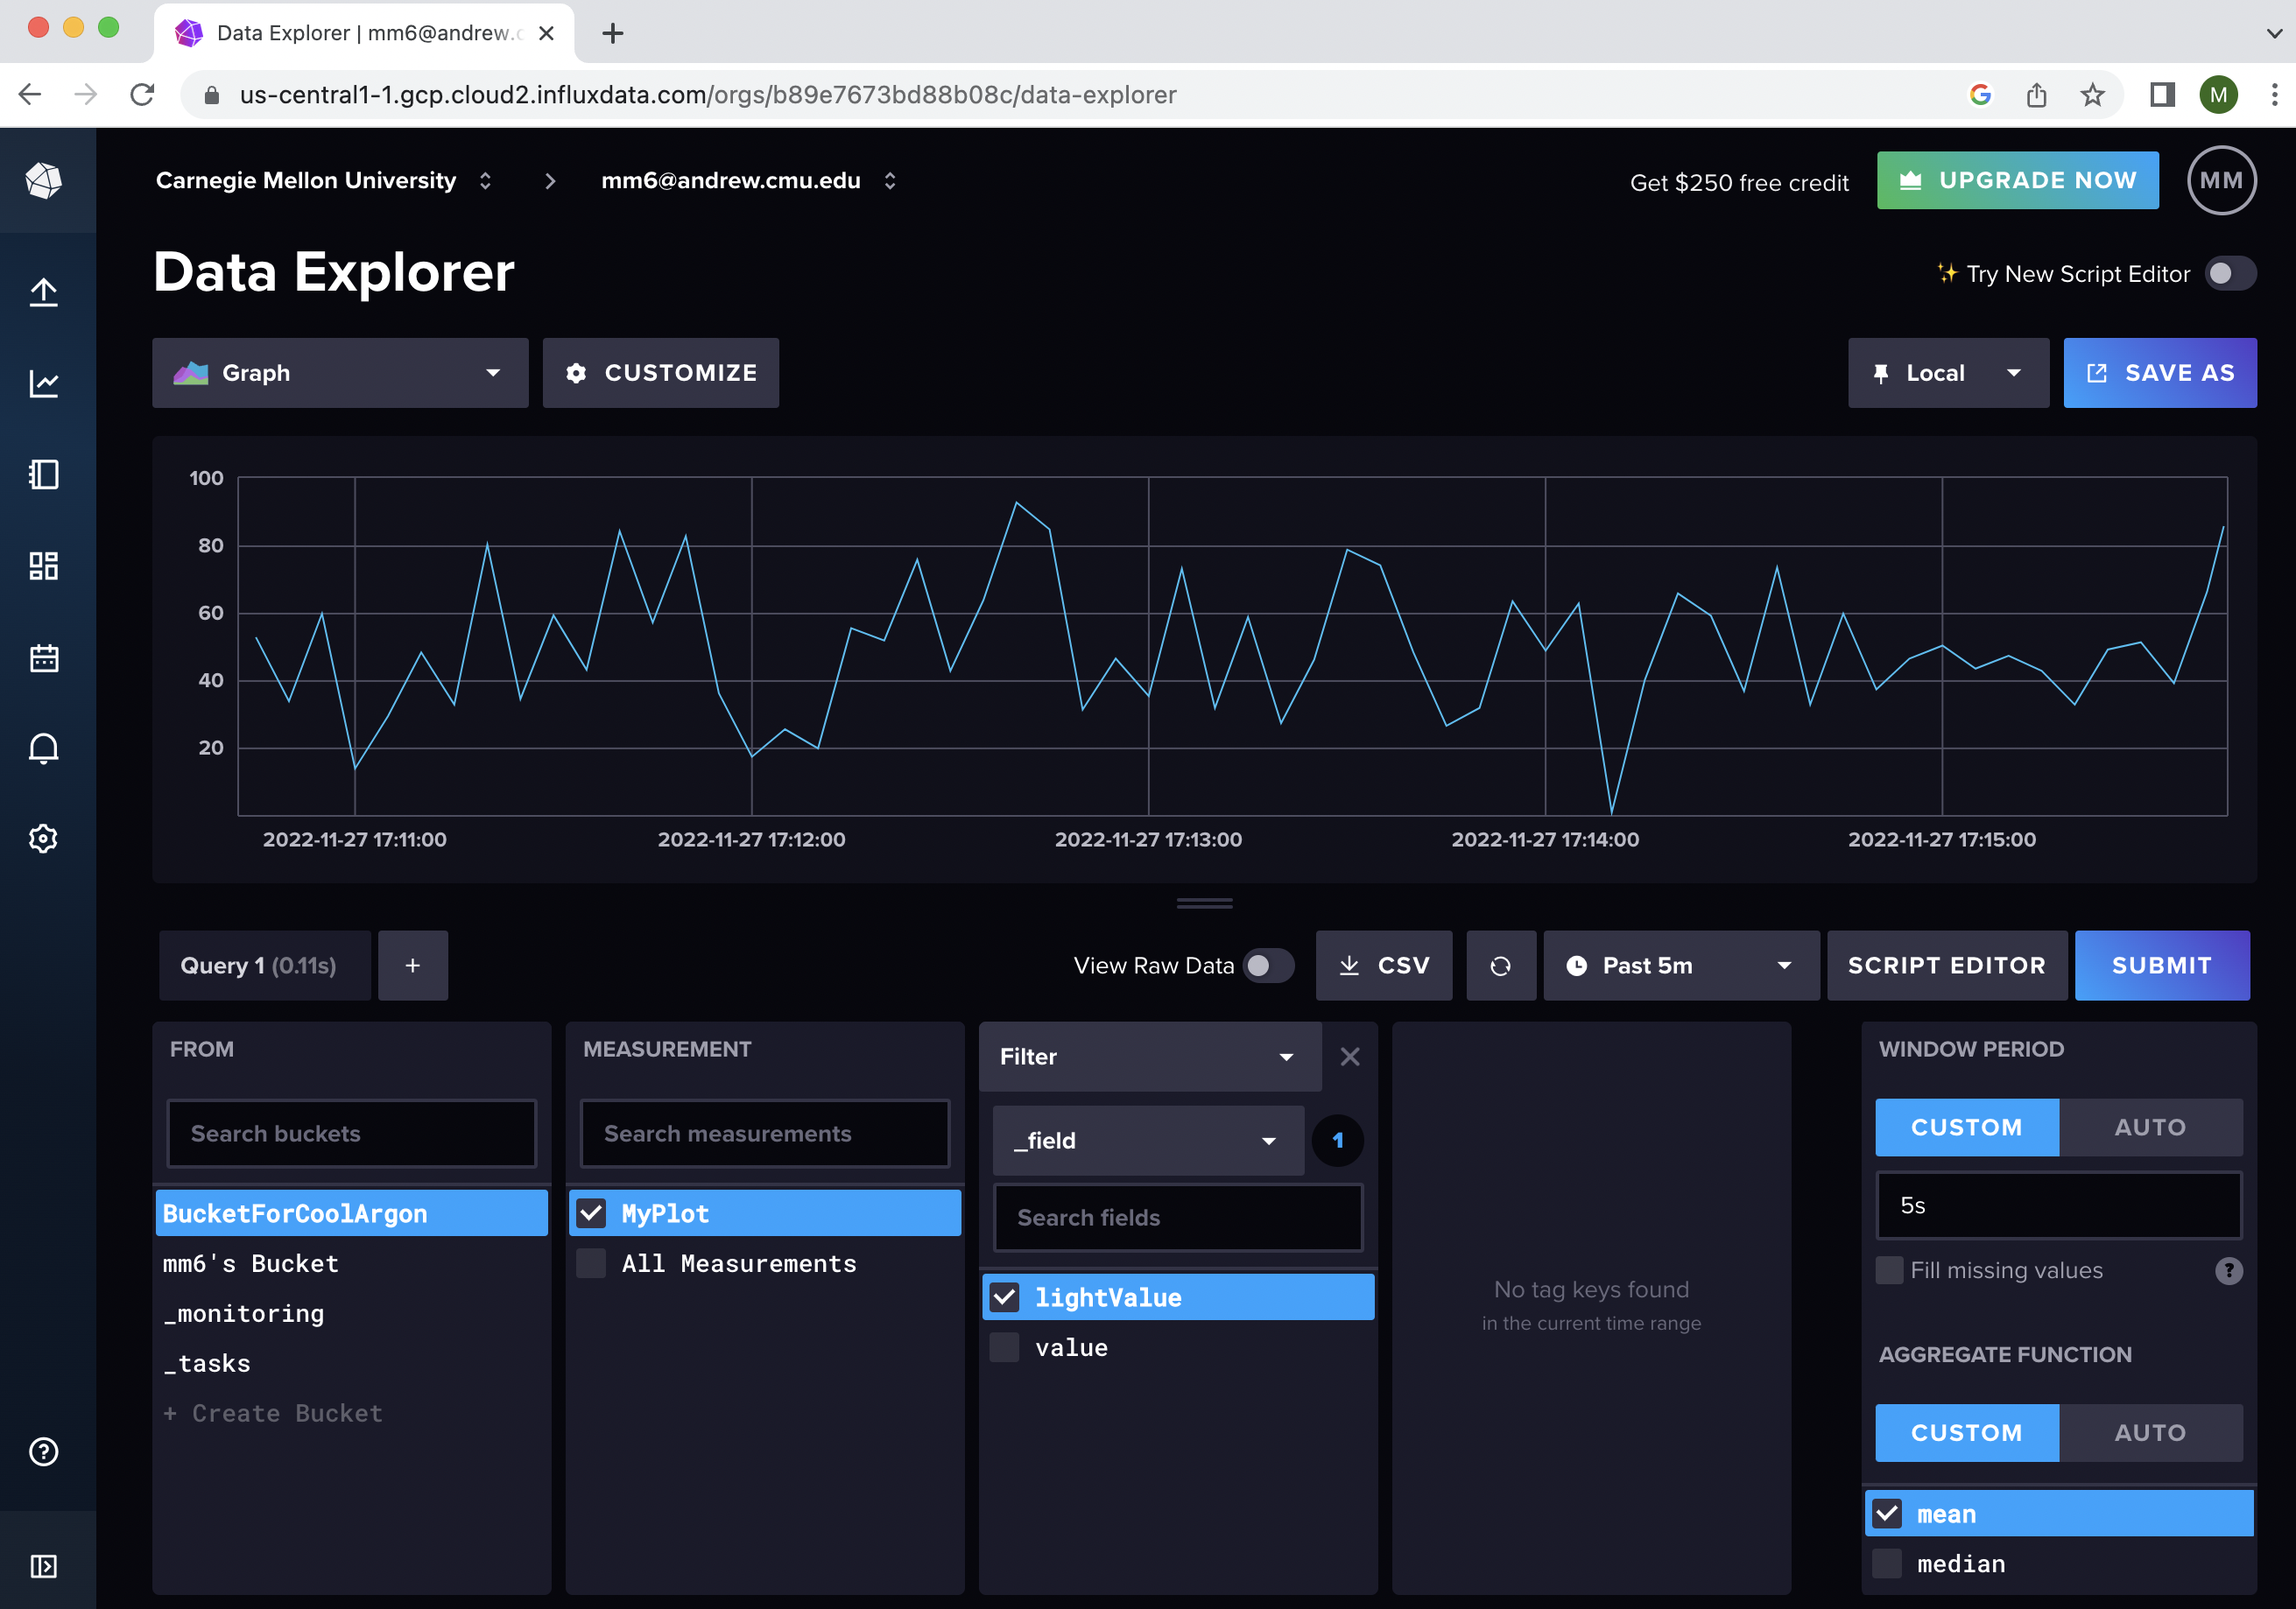 Data Explorer | mm6@andrew.c
us-central1-1.gcp.cloud2.influxdata.com/orgs/b89e7673bd88b08c/data-explorer
G
M
Carnegie Mellon University
mm6@andrew.cmu.edu
Get $250 free credit
UPGRADE NOW
MM
Data Explorer
✨ Try New Script Editor
Graph
CUSTOMIZE
Local
SAVE AS
100
80
60
40
20
2022-11-27 17:11:00
2022-11-27 17:12:00
2022-11-27 17:13:00
2022-11-27 17:14:00
2022-11-27 17:15:00
Query 1 (0.11s)
+
View Raw Data
CSV
Past 5m
SCRIPT EDITOR
SUBMIT
FROM
Search buckets
BucketForCoolArgon
mm6's Bucket
_monitoring
_tasks
+ Create Bucket
MEASUREMENT
Search measurements
MyPlot
All Measurements
Filter
_field
1
Search fields
lightValue
value
No tag keys found
in the current time range
WINDOW PERIOD
CUSTOM
AUTO
5s
Fill missing values
?
AGGREGATE FUNCTION
CUSTOM
AUTO
mean
median